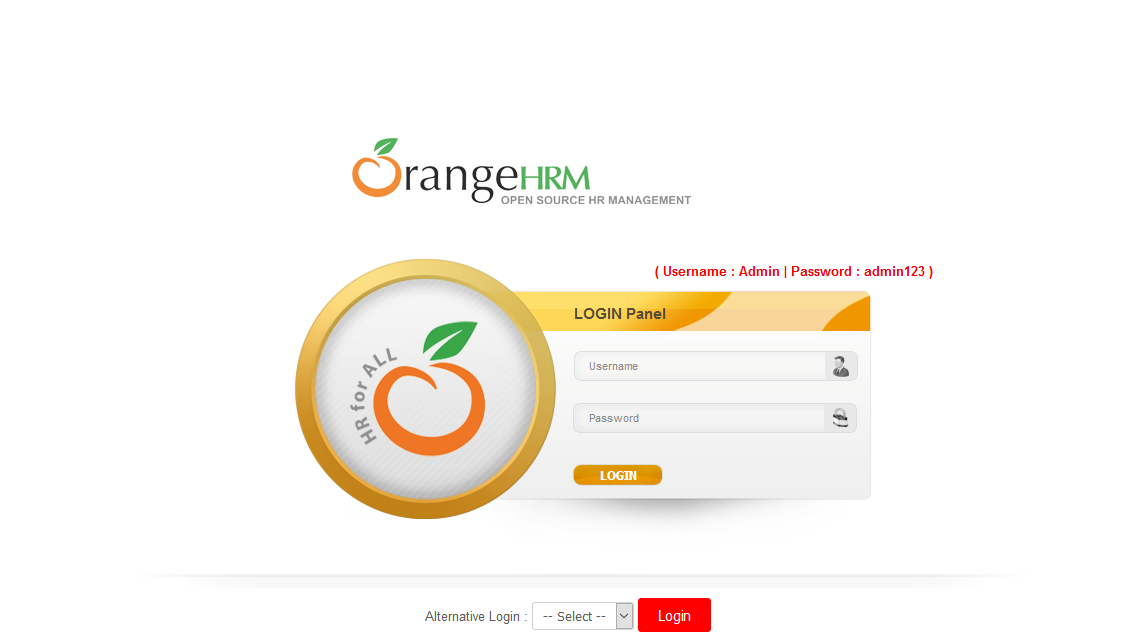 OrangeHRM
OPEN SOURCE HR MANAGEMENT
( Username : Admin | Password : admin123 )
LOGIN Panel
HR for ALL
Username
Password
LOGIN
Alternative Login : -- Select -- Login